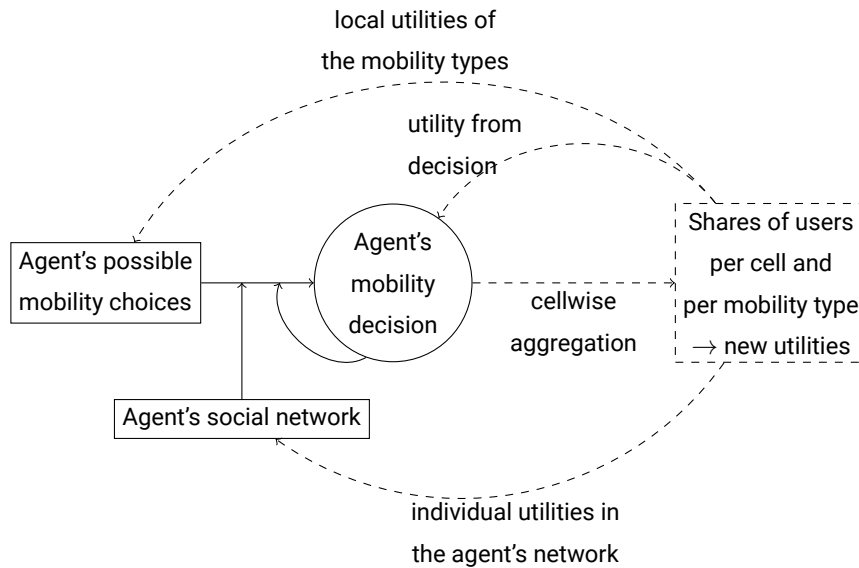 local utilities of
the mobility types
utility from
decision
Agent's possible
mobility choices
Agent's
mobility
decision
cellwise
aggregation
Shares of users
per cell and
per mobility type
→ new utilities
Agent's social network
individual utilities in
the agent's network